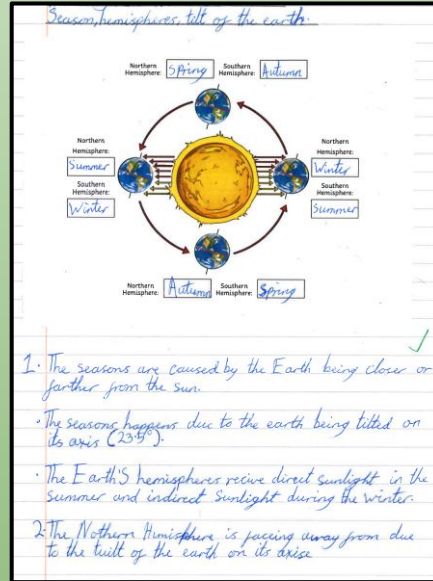 Season, hemispheres, tilt of the earth.
Northern Hemisphere: Spring Southern Hemisphere: Autumn
Northern
Hemisphere:
Summer
Southern
Hemisphere:
Winter
Northern
Hemisphere:
Winter
Southern
Hemisphere:
Summer
Northern Hemisphere: Autumn Southern Hemisphere: Spring
1. The seasons are caused by the Earth being closer or
farther from the sun.
• The seasons happens due to the earth being tilted on
its axis (23.5°).
• The Earth's hemispheres recive direct sunlight in the
summer and indirect sunlight during the winter.
2. The Nothern Humisphere is facing away from due
to the tuilt of the earth on its axise